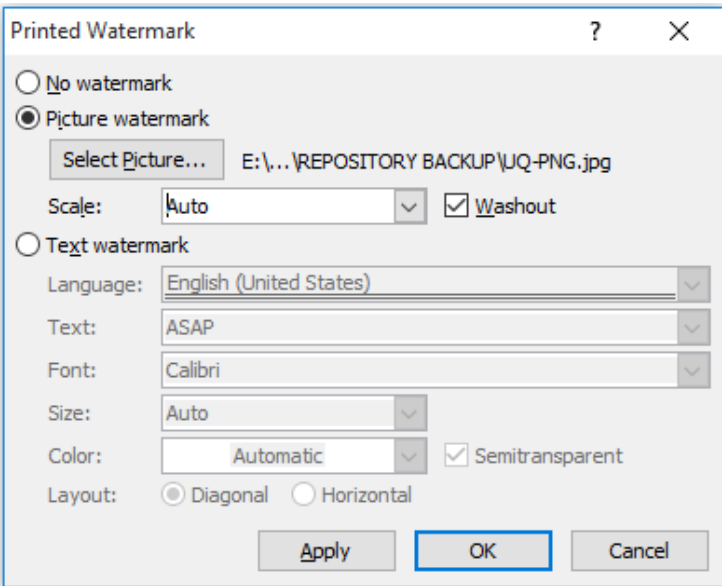 Printed Watermark ?
No watermark
Picture watermark
Select Picture... E:\...\REPOSITORY BACKUP\UQ-PNG.jpg
Scale: Auto Washout
Text watermark
Language: English (United States)
Text: ASAP
Font: Calibri
Size: Auto
Color: Automatic Semitransparent
Layout: Diagonal Horizontal
Apply OK Cancel